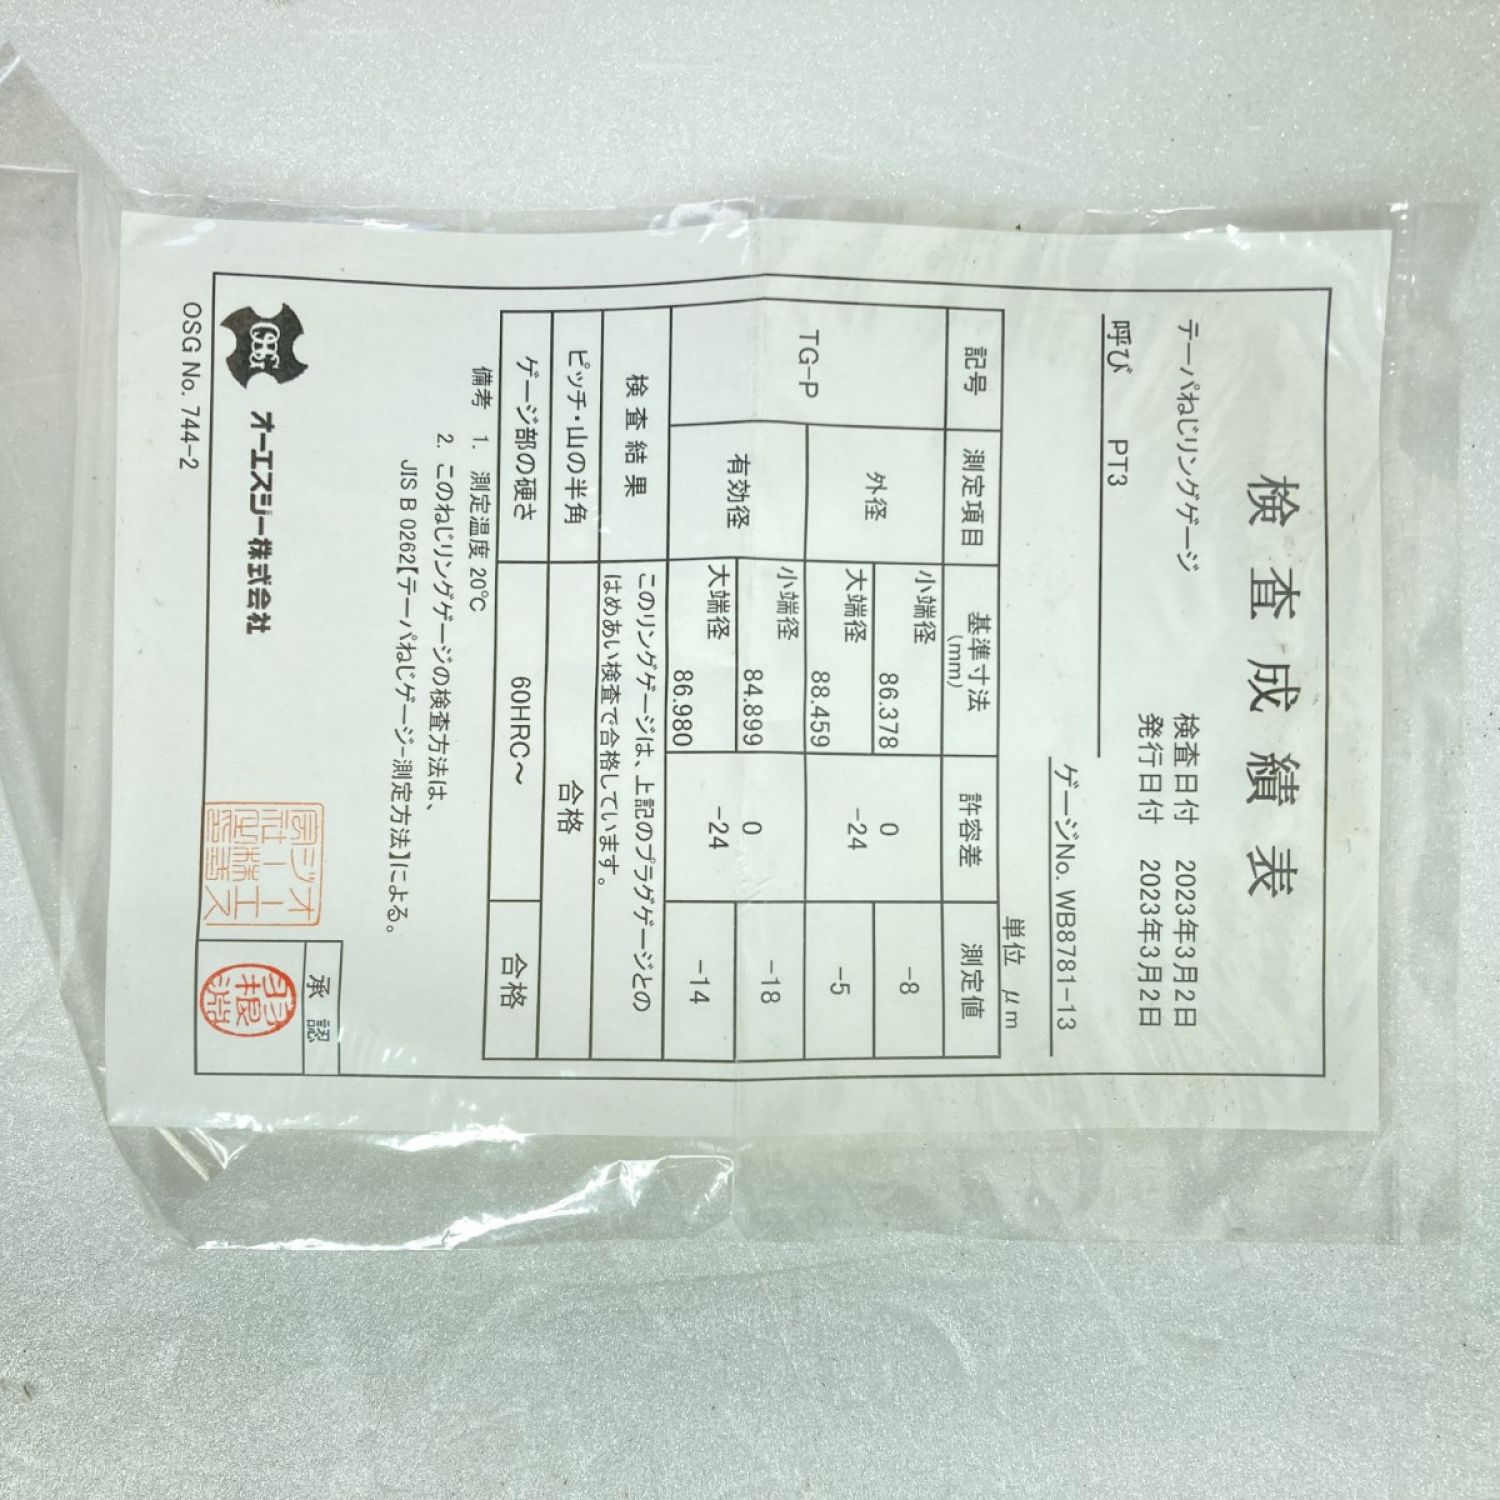 検査成績表
テーパねじリングゲージ
検査日付 2023年3月2日
発行日付 2023年3月2日
呼び PT3
ゲージNo. WB8781-13
単位 μm
記号 測定項目 基準寸法(mm) 許容差 測定値
TG-P 外径 小端径 86.378 0 -8
大端径 88.459 -24 -5
有効径 小端径 84.899 0 -18
大端径 86.980 -24 -14
検査結果 このリングゲージは、上記のプラグゲージとの
はめあい検査で合格しています。
ピッチ・山の半角 合格
ゲージ部の硬さ 60HRC～ 合格
備考 1. 測定温度 20℃
2. このねじリングゲージの検査方法は、
JIS B 0262【テーパねじゲージ-測定方法】による。
承認
OSG オーエスジー株式会社
OSG No. 744-2